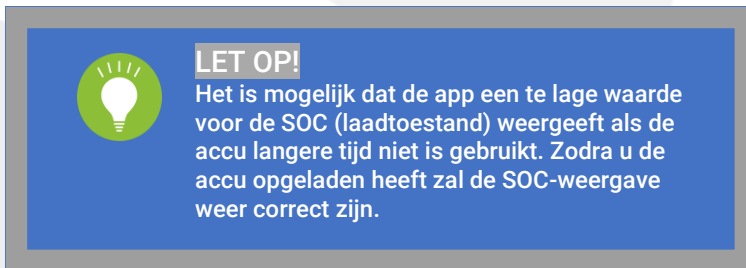 LET OP!
Het is mogelijk dat de app een te lage waarde
voor de SOC (laadtoestand) weergeeft als de
accu langere tijd niet is gebruikt. Zodra u de
accu opgeladen heeft zal de SOC-weergave
weer correct zijn.